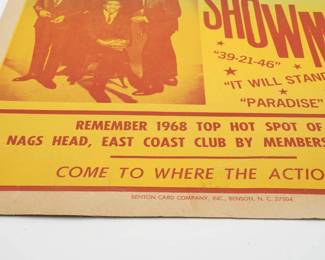 SHOWM
"39-21-46"
★ "IT WILL STAND
★ "PARADISE"
REMEMBER 1968 TOP HOT SPOT OF
NAGS HEAD, EAST COAST CLUB BY MEMBERS
COME TO WHERE THE ACTIO
BENTON CARD COMPANY, INC., BENSON, N. C. 27504